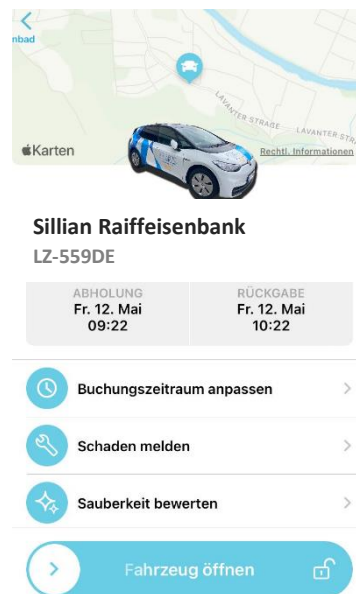 nbad
LAVANTER STRAßE
LAVANTER STR
Karten
Rechtl. Informationen
Sillian Raiffeisenbank
LZ-559DE
ABHOLUNG
Fr. 12. Mai
09:22
RÜCKGABE
Fr. 12. Mai
10:22
Buchungszeitraum anpassen
Schaden melden
Sauberkeit bewerten
Fahrzeug öffnen